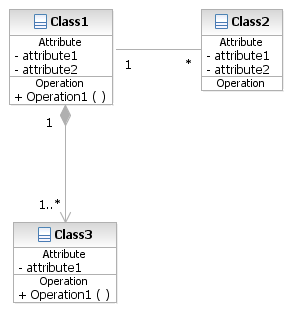 Class1
Attribute
- attribute1
- attribute2
Operation
+ Operation1 ( )
Class2
Attribute
- attribute1
- attribute2
Operation
1
*
1
1..*
Class3
Attribute
- attribute1
Operation
+ Operation1 ( )